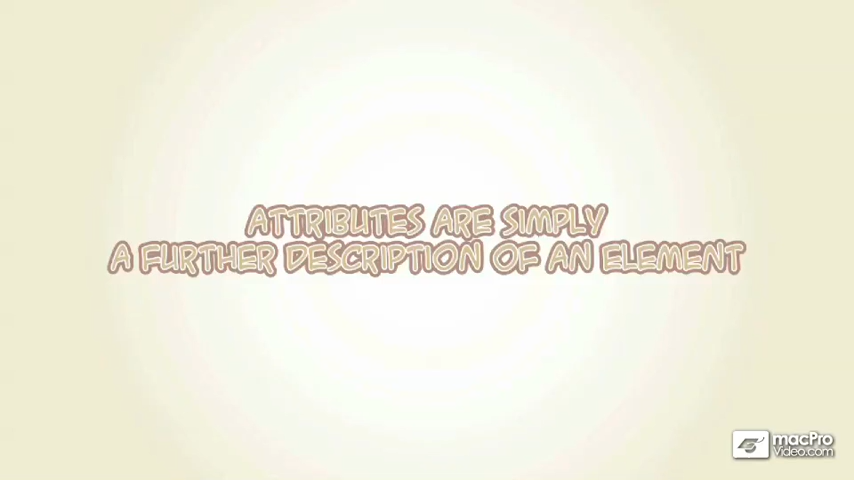 ATTRIBUTES ARE SIMPLY
A FURTHER DESCRIPTION OF AN ELEMENT
macPro
Video.com